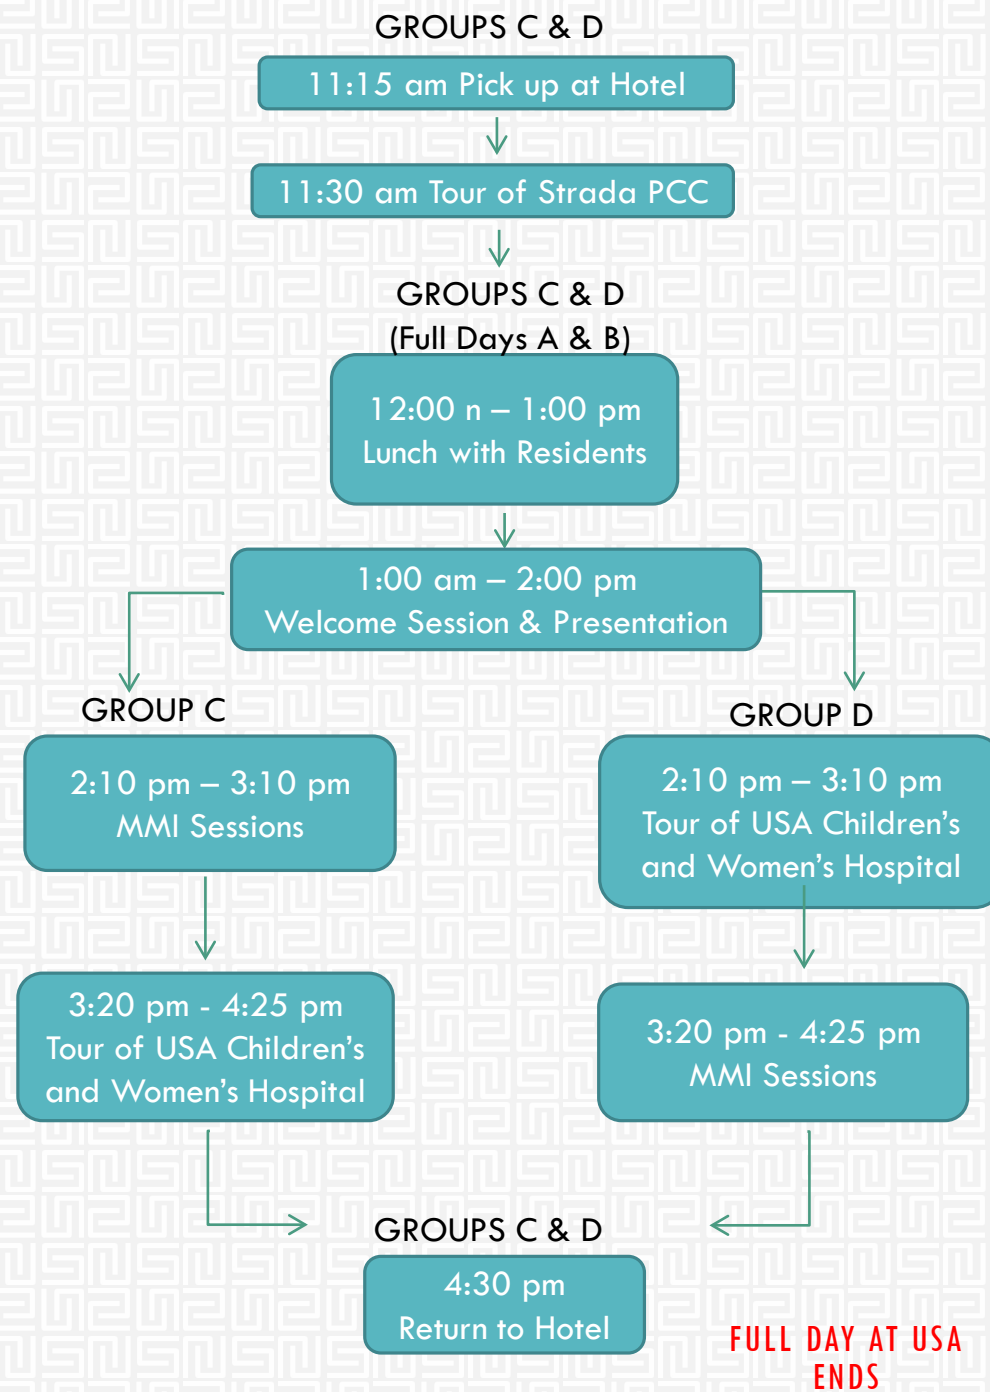 GROUPS C & D
11:15 am Pick up at Hotel
11:30 am Tour of Strada PCC
GROUPS C & D
(Full Days A & B)
12:00 n – 1:00 pm
Lunch with Residents
1:00 am – 2:00 pm
Welcome Session & Presentation
GROUP C
2:10 pm – 3:10 pm
MMI Sessions
3:20 pm - 4:25 pm
Tour of USA Children’s
and Women’s Hospital
GROUP D
2:10 pm – 3:10 pm
Tour of USA Children’s
and Women’s Hospital
3:20 pm - 4:25 pm
MMI Sessions
GROUPS C & D
4:30 pm
Return to Hotel
FULL DAY AT USA
ENDS